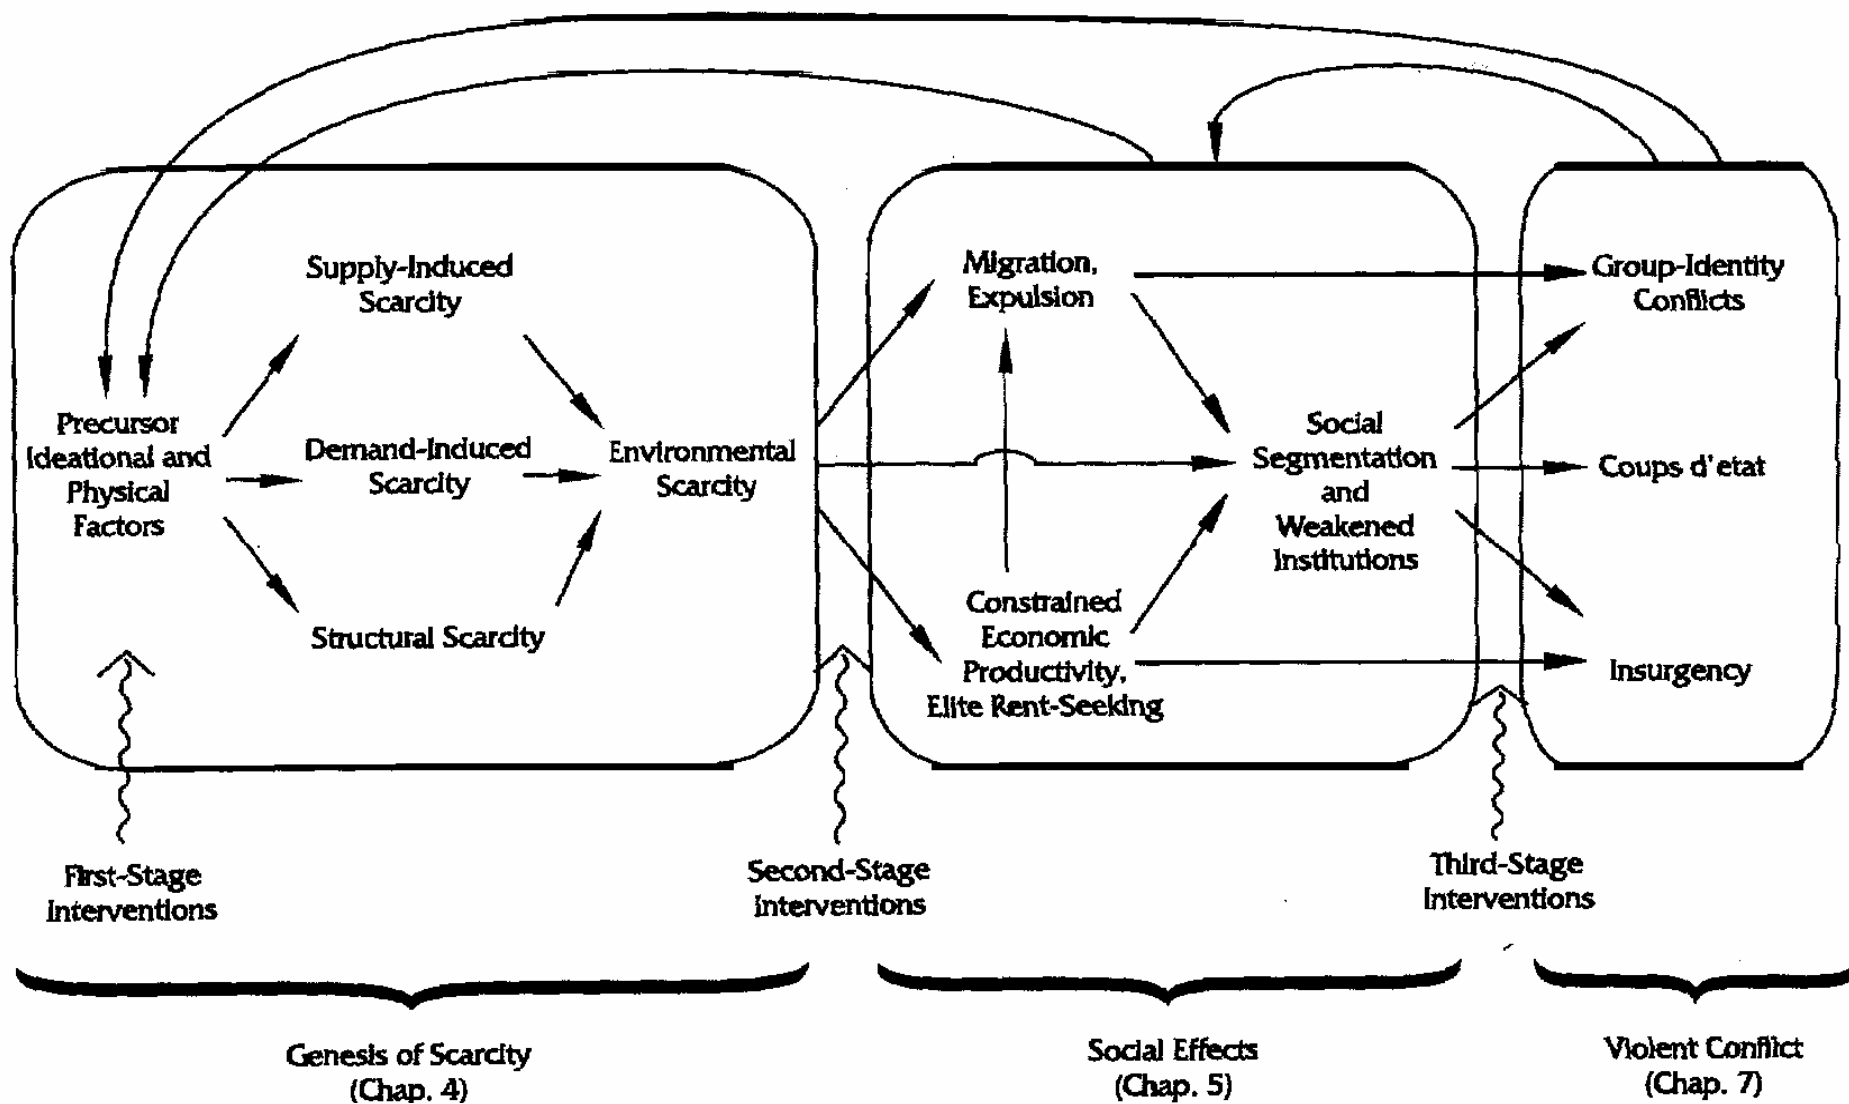 Supply-Induced
Scarcity
Precursor
Ideational and
Physical
Factors
Demand-Induced
Scarcity
Structural Scarcity
Environmental
Scarcity
Migration,
Expulsion
Constrained
Economic
Productivity,
Elite Rent-Seeking
Social
Segmentation
and
Weakened
Institutions
Group-Identity
Conflicts
Coups d'etat
Insurgency
First-Stage
Interventions
Second-Stage
Interventions
Third-Stage
Interventions
Genesis of Scarcity
(Chap. 4)
Social Effects
(Chap. 5)
Violent Conflict
(Chap. 7)